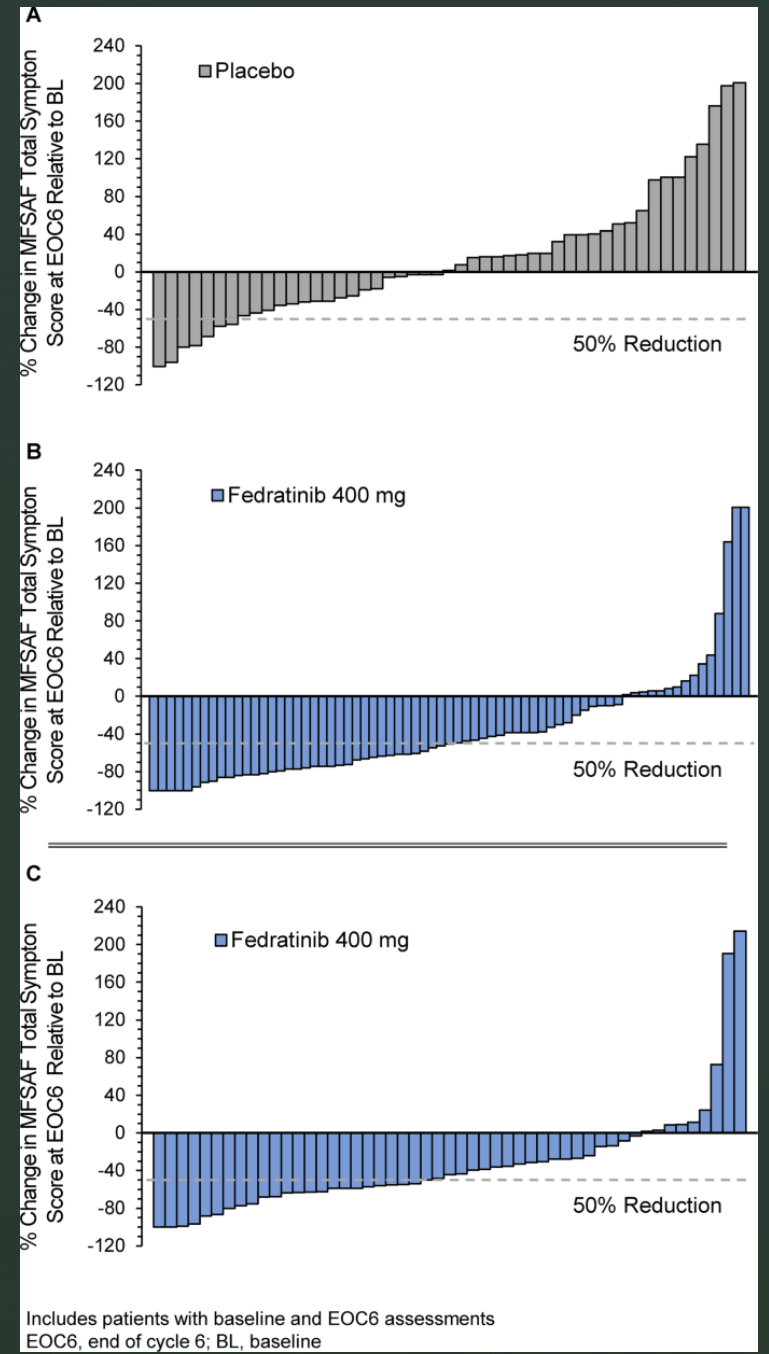 A
% Change in MFSAF Total Sympton
Score at EOC6 Relative to BL
240
200
160
120
80
40
0
-40
-80
-120
Placebo
50% Reduction
B
% Change in MFSAF Total Sympton
Score at EOC6 Relative to BL
240
200
160
120
80
40
0
-40
-80
-120
Fedratinib 400 mg
50% Reduction
C
% Change in MFSAF Total Sympton
Score at EOC6 Relative to BL
240
200
160
120
80
40
0
-40
-80
-120
Fedratinib 400 mg
50% Reduction
Includes patients with baseline and EOC6 assessments
EOC6, end of cycle 6; BL, baseline